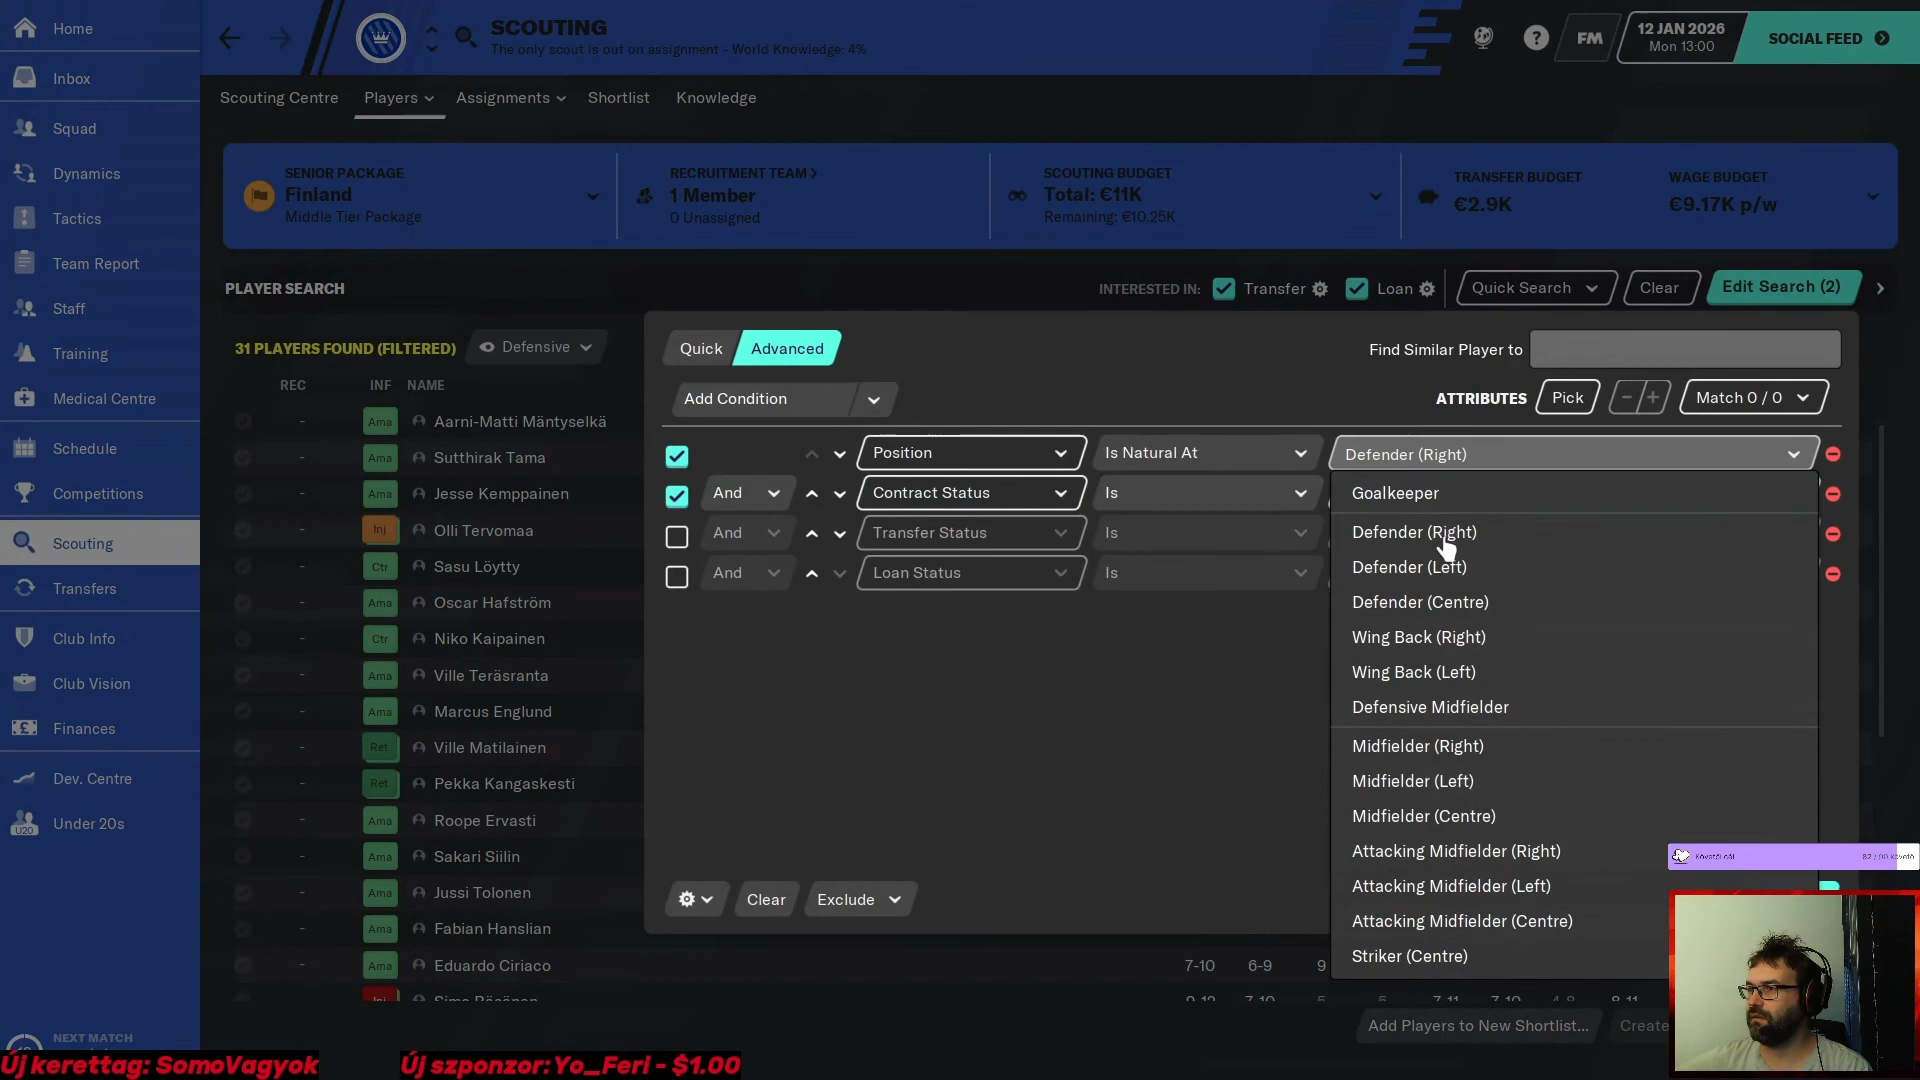 Home
Inbox
Squad
Dynamics
Tactics
Team Report
Staff
Training
Medical Centre
Schedule
Competitions
Scouting
Transfers
Club Info
Club Vision
Finances
Dev. Centre
U20
Under 20s
NEXT MATCH
SCOUTING
The only scout is out on assignment - World Knowledge: 4%
FM
12 JAN 2026
Mon 13:00
SOCIAL FEED
Scouting Centre Players Assignments Shortlist Knowledge
SENIOR PACKAGE
Finland
Middle Tier Package
RECRUITMENT TEAM
1 Member
0 Unassigned
SCOUTING BUDGET
Total: €11K
Remaining: €10.25K
TRANSFER BUDGET
€2.9K
WAGE BUDGET
€9.17K p/w
PLAYER SEARCH
INTERESTED IN: Transfer Loan
Quick Search Clear Edit Search (2)
31 PLAYERS FOUND (FILTERED) Defensive
REC INF NAME
- Ama Aarni-Matti Mäntyselkä
- Ama Sutthirak Tama
- Ama Jesse Kemppainen
- Inj Olli Tervomaa
- Ctr Sasu Löytty
- Ama Oscar Hafström
- Ctr Niko Kaipainen
- Ama Ville Teräsranta
- Ama Marcus Englund
- Ret Ville Matilainen
- Ret Pekka Kangaskesti
- Ama Roope Ervasti
- Ama Sakari Siilin
- Ama Jussi Tolonen
- Ama Fabian Hanslian
- Ama Eduardo Ciriaco 7-10 6-9 9
Quick Advanced
Find Similar Player to
Add Condition
ATTRIBUTES Pick - + Match 0 / 0
Position Is Natural At Defender (Right)
And Contract Status Is
And Transfer Status Is
And Loan Status Is
Goalkeeper
Defender (Right)
Defender (Left)
Defender (Centre)
Wing Back (Right)
Wing Back (Left)
Defensive Midfielder
Midfielder (Right)
Midfielder (Left)
Midfielder (Centre)
Attacking Midfielder (Right)
Attacking Midfielder (Left)
Attacking Midfielder (Centre)
Striker (Centre)
Clear Exclude
Add Players to New Shortlist... Create
Követői cél 82 / 90 követő
Új kerettag: SomoVagyok
Új szponzor: Yo_Feri - $1.00